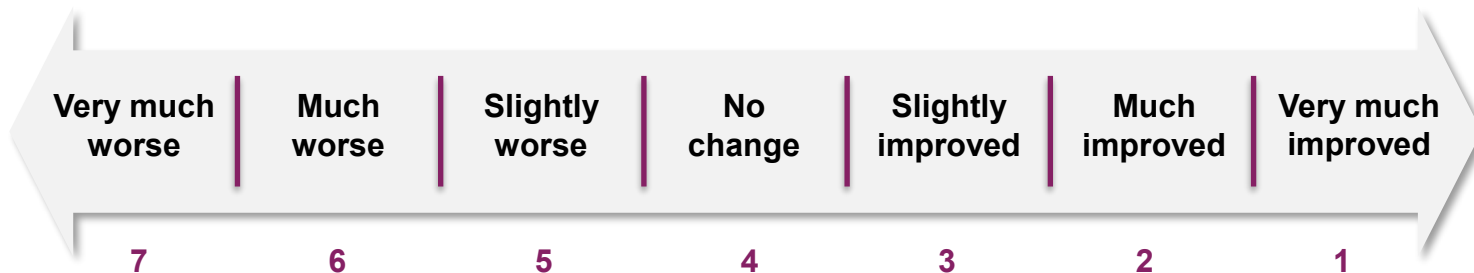 Very much worse
Much worse
Slightly worse
No change
Slightly improved
Much improved
Very much improved
7 6 5 4 3 2 1